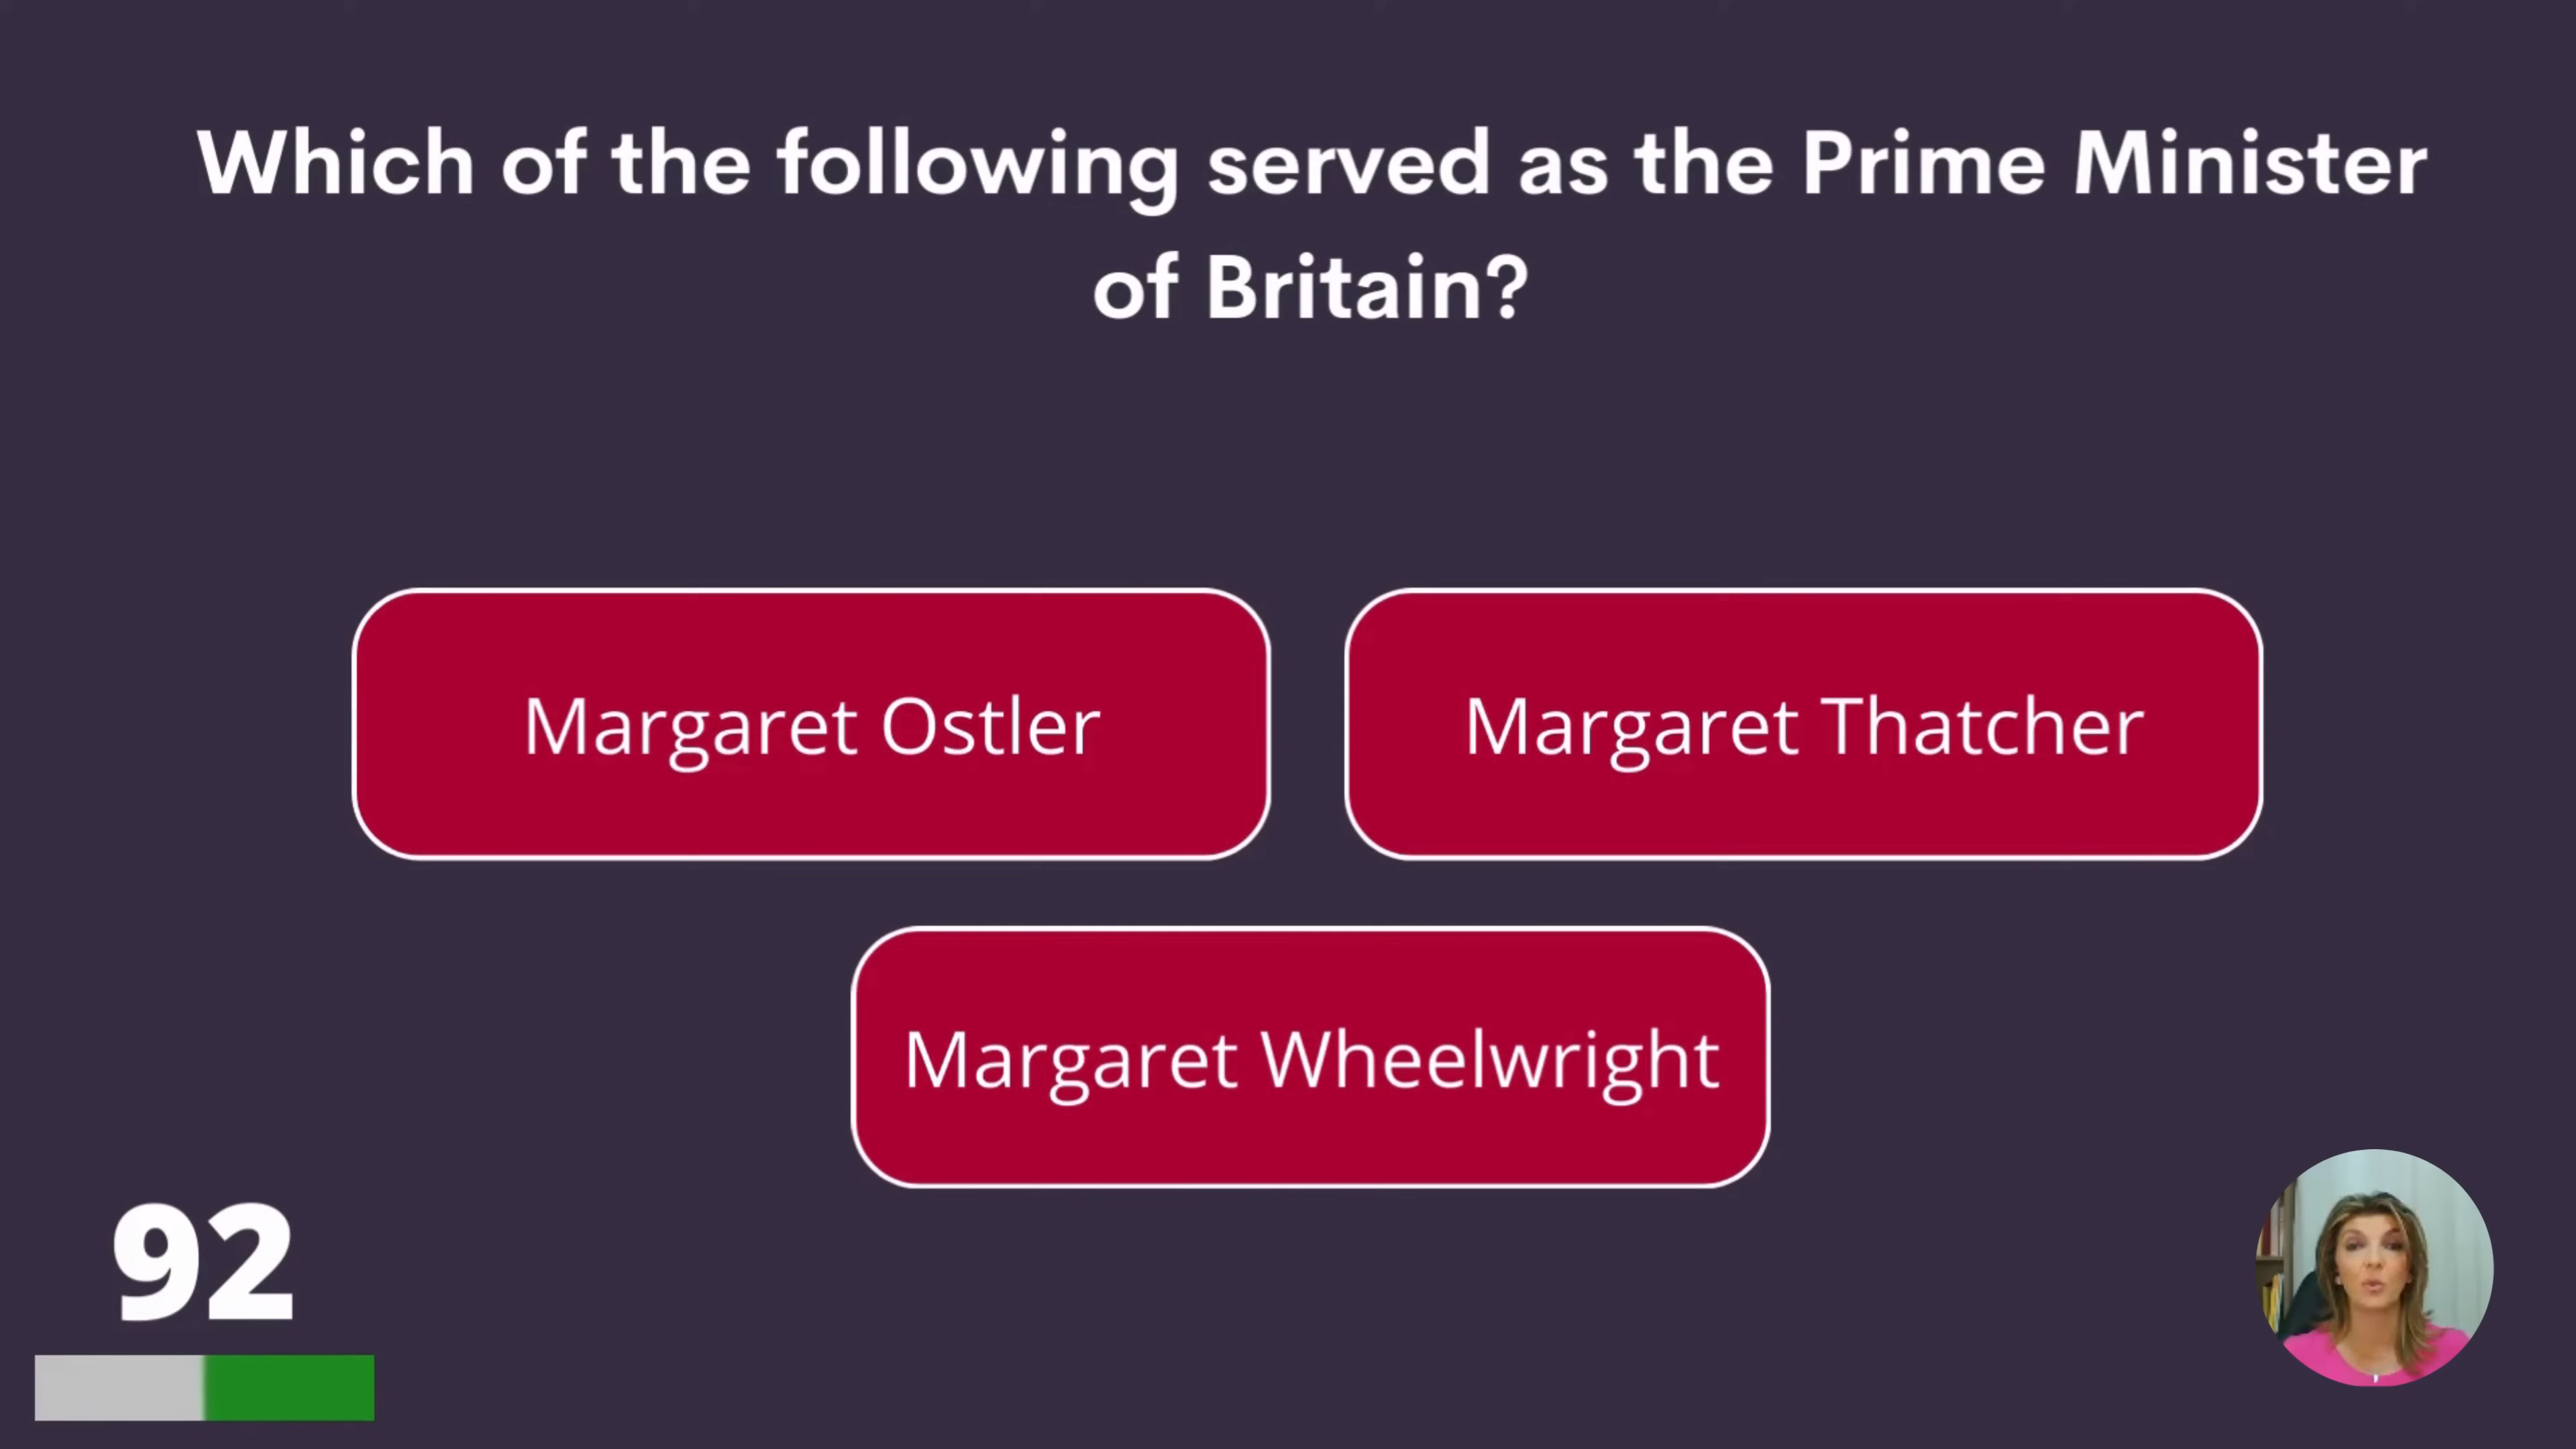 Which of the following served as the Prime Minister
of Britain?
Margaret Ostler
Margaret Thatcher
Margaret Wheelwright
92